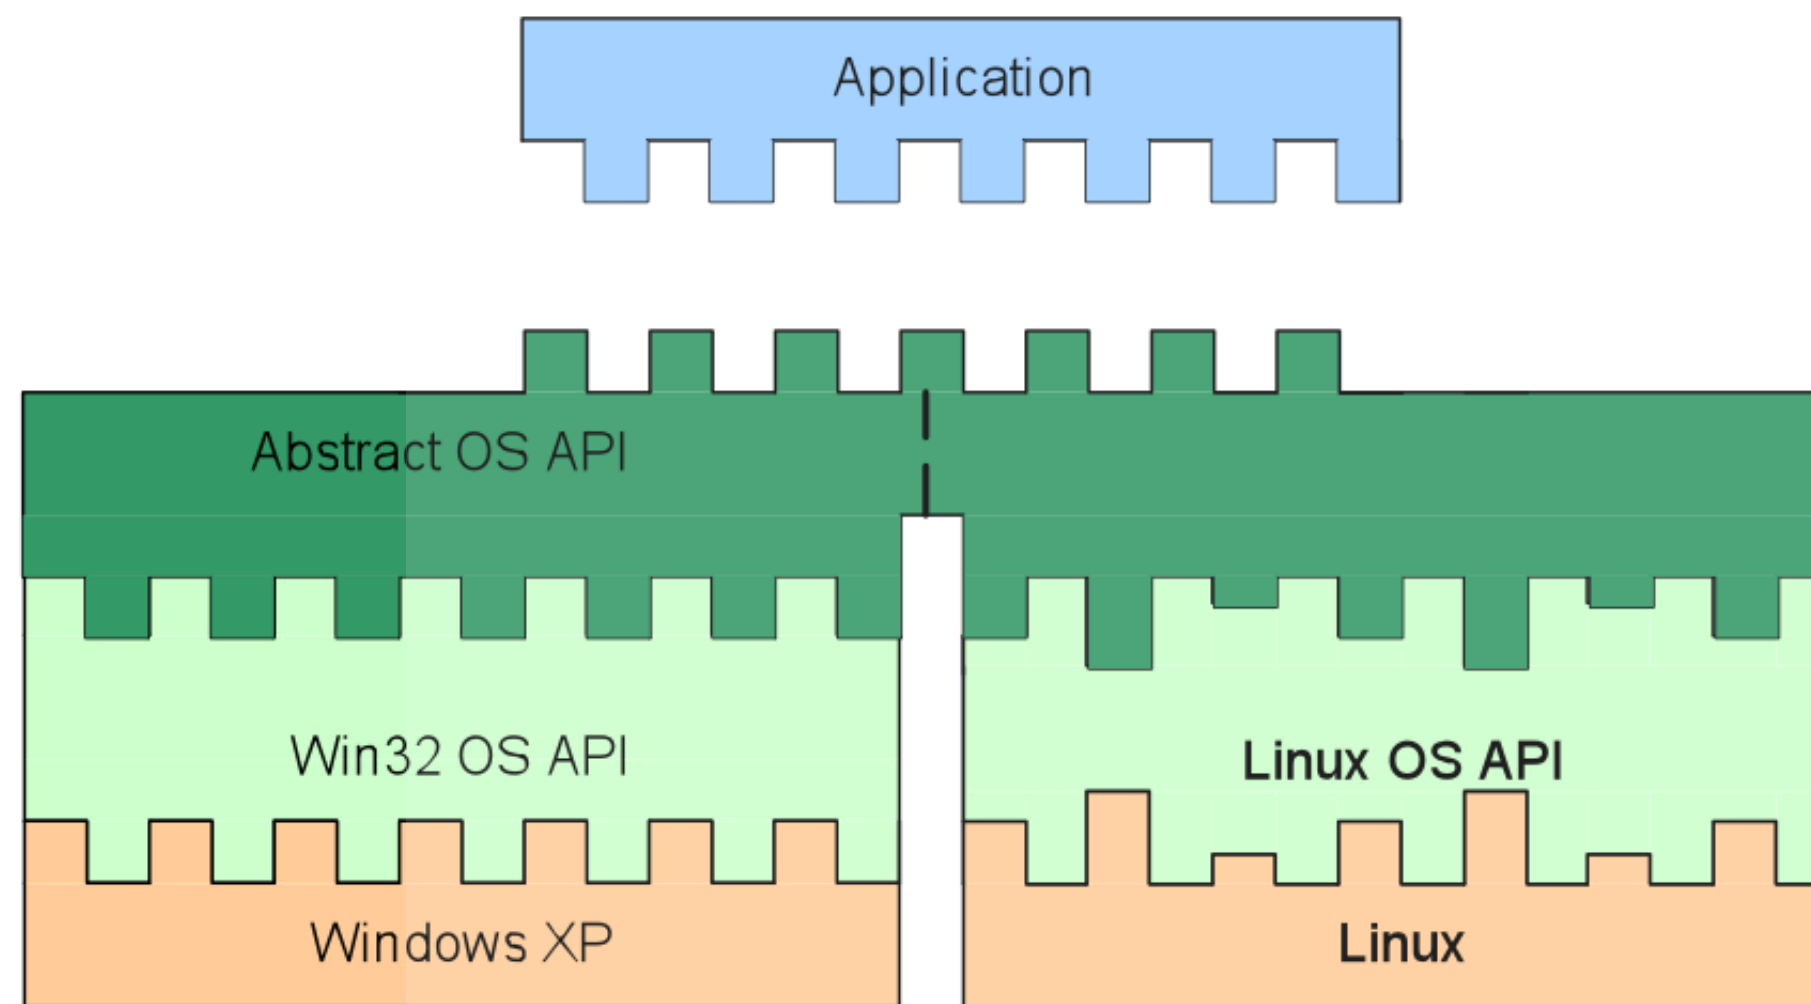 Application
Abstract OS API
Win32 OS API
Linux OS API
Windows XP
Linux